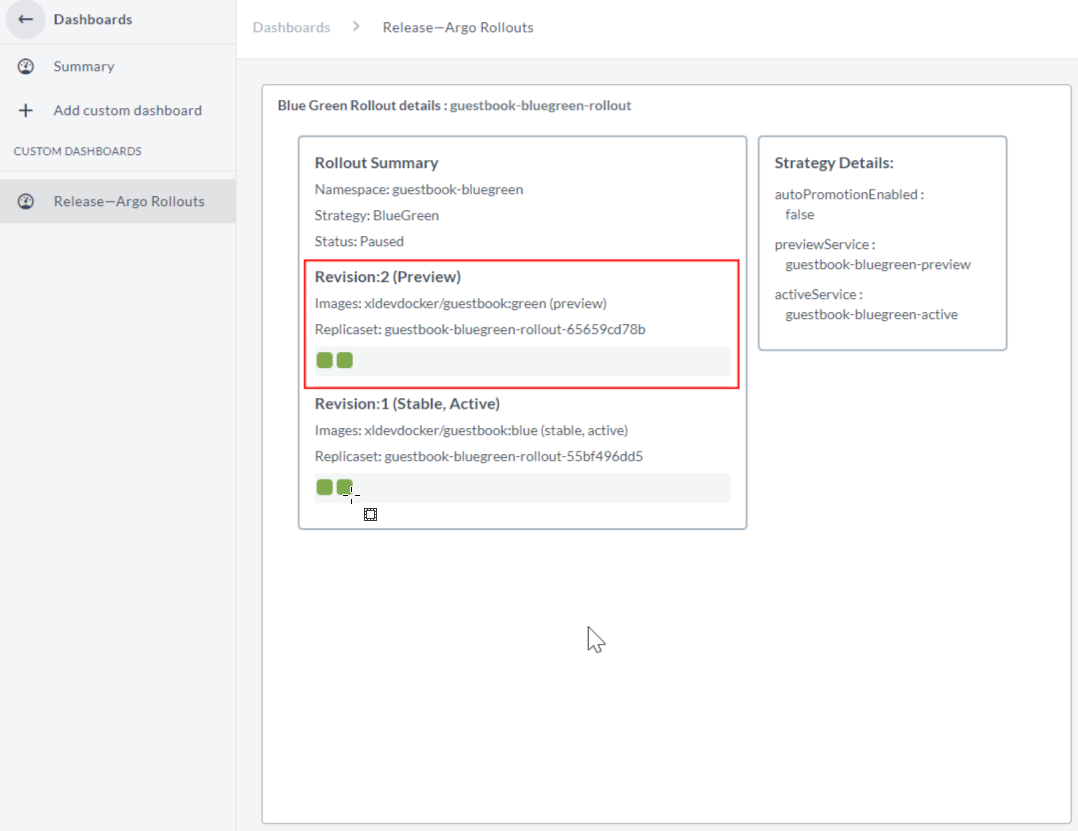 Dashboards
Summary
Add custom dashboard
CUSTOM DASHBOARDS
Release—Argo Rollouts
Dashboards > Release—Argo Rollouts
Blue Green Rollout details : guestbook-bluegreen-rollout
Rollout Summary
Namespace: guestbook-bluegreen
Strategy: BlueGreen
Status: Paused
Revision:2 (Preview)
Images: xldevdocker/guestbook:green (preview)
Replicaset: guestbook-bluegreen-rollout-65659cd78b
Revision:1 (Stable, Active)
Images: xldevdocker/guestbook:blue (stable, active)
Replicaset: guestbook-bluegreen-rollout-55bf496dd5
Strategy Details:
autoPromotionEnabled :
false
previewService :
guestbook-bluegreen-preview
activeService :
guestbook-bluegreen-active